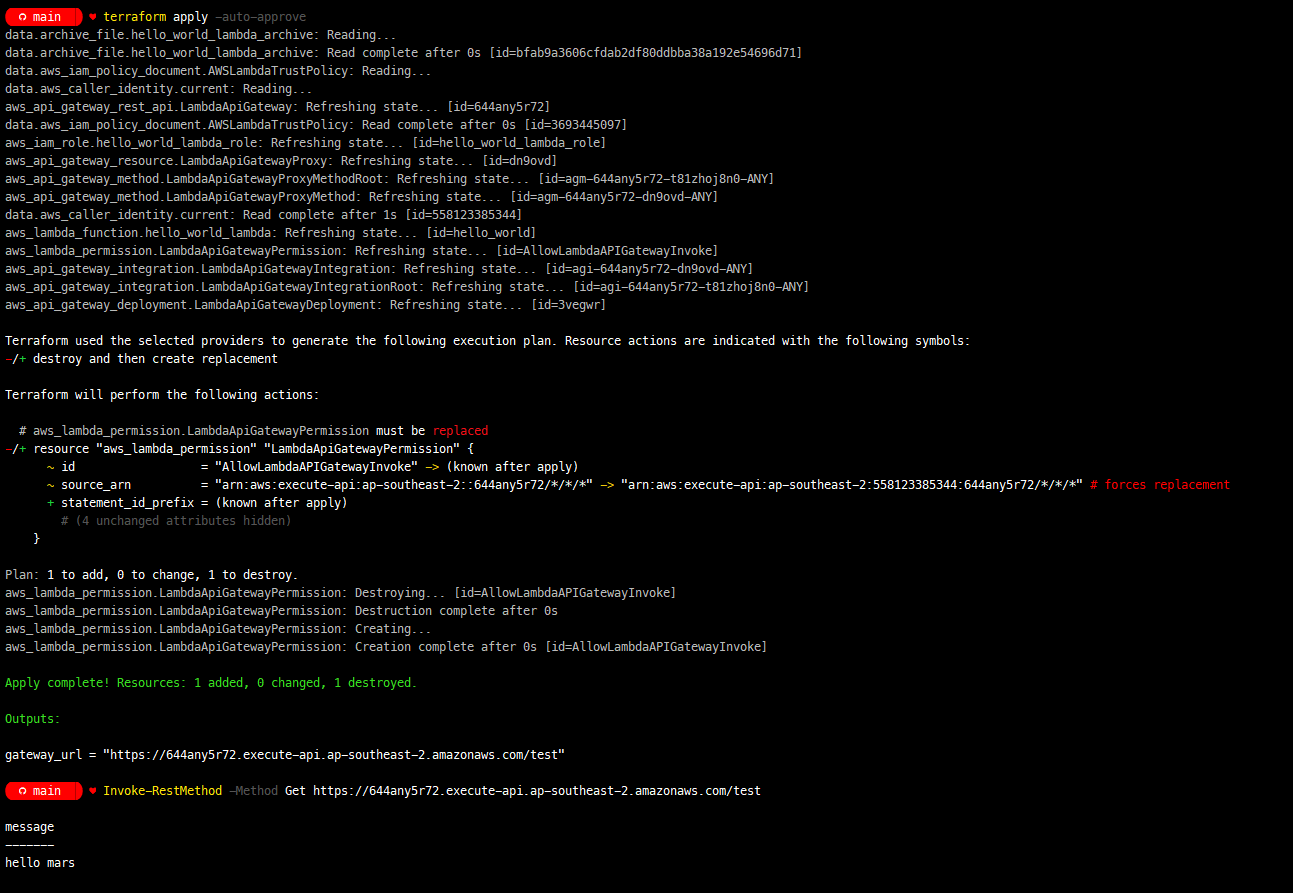 main ♥ terraform apply -auto-approve
data.archive_file.hello_world_lambda_archive: Reading...
data.archive_file.hello_world_lambda_archive: Read complete after 0s [id=bfab9a3606cfdab2df80ddbba38a192e54696d71]
data.aws_iam_policy_document.AWSLambdaTrustPolicy: Reading...
data.aws_caller_identity.current: Reading...
aws_api_gateway_rest_api.LambdaApiGateway: Refreshing state... [id=644any5r72]
data.aws_iam_policy_document.AWSLambdaTrustPolicy: Read complete after 0s [id=3693445097]
aws_iam_role.hello_world_lambda_role: Refreshing state... [id=hello_world_lambda_role]
aws_api_gateway_resource.LambdaApiGatewayProxy: Refreshing state... [id=dn9ovd]
aws_api_gateway_method.LambdaApiGatewayProxyMethodRoot: Refreshing state... [id=agm-644any5r72-t81zhoj8n0-ANY]
aws_api_gateway_method.LambdaApiGatewayProxyMethod: Refreshing state... [id=agm-644any5r72-dn9ovd-ANY]
data.aws_caller_identity.current: Read complete after 1s [id=558123385344]
aws_lambda_function.hello_world_lambda: Refreshing state... [id=hello_world]
aws_lambda_permission.LambdaApiGatewayPermission: Refreshing state... [id=AllowLambdaAPIGatewayInvoke]
aws_api_gateway_integration.LambdaApiGatewayIntegration: Refreshing state... [id=agi-644any5r72-dn9ovd-ANY]
aws_api_gateway_integration.LambdaApiGatewayIntegrationRoot: Refreshing state... [id=agi-644any5r72-t81zhoj8n0-ANY]
aws_api_gateway_deployment.LambdaApiGatewayDeployment: Refreshing state... [id=3vegwr]
Terraform used the selected providers to generate the following execution plan. Resource actions are indicated with the following symbols:
-/+ destroy and then create replacement
Terraform will perform the following actions:
# aws_lambda_permission.LambdaApiGatewayPermission must be replaced
-/+ resource "aws_lambda_permission" "LambdaApiGatewayPermission" {
~ id = "AllowLambdaAPIGatewayInvoke" -> (known after apply)
~ source_arn = "arn:aws:execute-api:ap-southeast-2::644any5r72/*/*/*" -> "arn:aws:execute-api:ap-southeast-2:558123385344:644any5r72/*/*/*" # forces replacement
+ statement_id_prefix = (known after apply)
# (4 unchanged attributes hidden)
}
Plan: 1 to add, 0 to change, 1 to destroy.
aws_lambda_permission.LambdaApiGatewayPermission: Destroying... [id=AllowLambdaAPIGatewayInvoke]
aws_lambda_permission.LambdaApiGatewayPermission: Destruction complete after 0s
aws_lambda_permission.LambdaApiGatewayPermission: Creating...
aws_lambda_permission.LambdaApiGatewayPermission: Creation complete after 0s [id=AllowLambdaAPIGatewayInvoke]
Apply complete! Resources: 1 added, 0 changed, 1 destroyed.
Outputs:
gateway_url = "https://644any5r72.execute-api.ap-southeast-2.amazonaws.com/test"
main ♥ Invoke-RestMethod -Method Get https://644any5r72.execute-api.ap-southeast-2.amazonaws.com/test
message
-------
hello mars